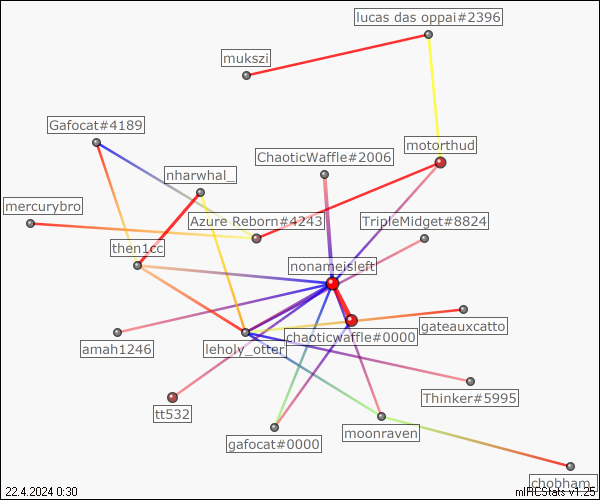 lucas das oppai#2396
mukszi
Gafocat#4189
motorthud
ChaoticWaffle#2006
nharwhal_
mercurybro
Azure Reborn#4243
TripleMidget#8824
then1cc
nonameisleft
gateauxcatto
chaoticwaffle#0000
amah1246
leholy_otter
Thinker#5995
tt532
moonraven
gafocat#0000
chobham_
22.4.2024 0:30
mIRCStats v1.25